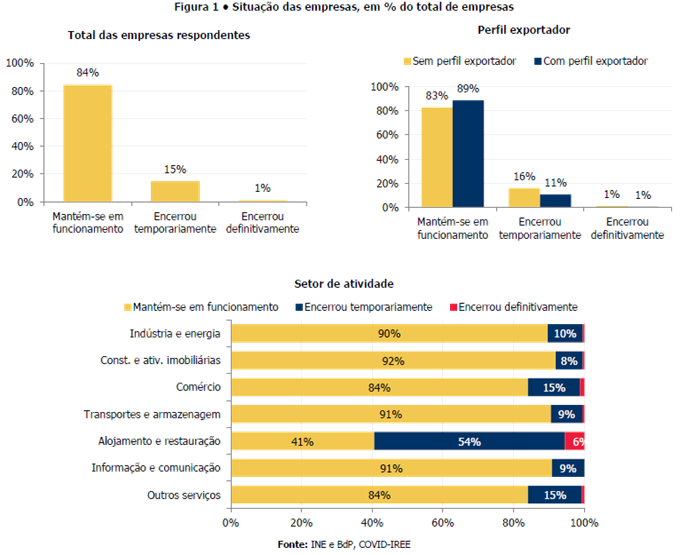 Figura 1 • Situação das empresas, em % do total de empresas
Total das empresas respondentes
100%
80%
60%
40%
20%
0%
84%
15%
1%
Mantém-se em funcionamento
Encerrou temporariamente
Encerrou definitivamente
Perfil exportador
Sem perfil exportador
Com perfil exportador
100%
80%
60%
40%
20%
0%
83%
89%
16%
11%
1%
1%
Mantém-se em funcionamento
Encerrou temporariamente
Encerrou definitivamente
Setor de atividade
Mantém-se em funcionamento
Encerrou temporariamente
Encerrou definitivamente
Indústria e energia 90% 10%
Const. e ativ. imobiliárias 92% 8%
Comércio 84% 15%
Transportes e armazenagem 91% 9%
Alojamento e restauração 41% 54% 6%
Informação e comunicação 91% 9%
Outros serviços 84% 15%
0% 20% 40% 60% 80% 100%
Fonte: INE e BdP, COVID-IREE